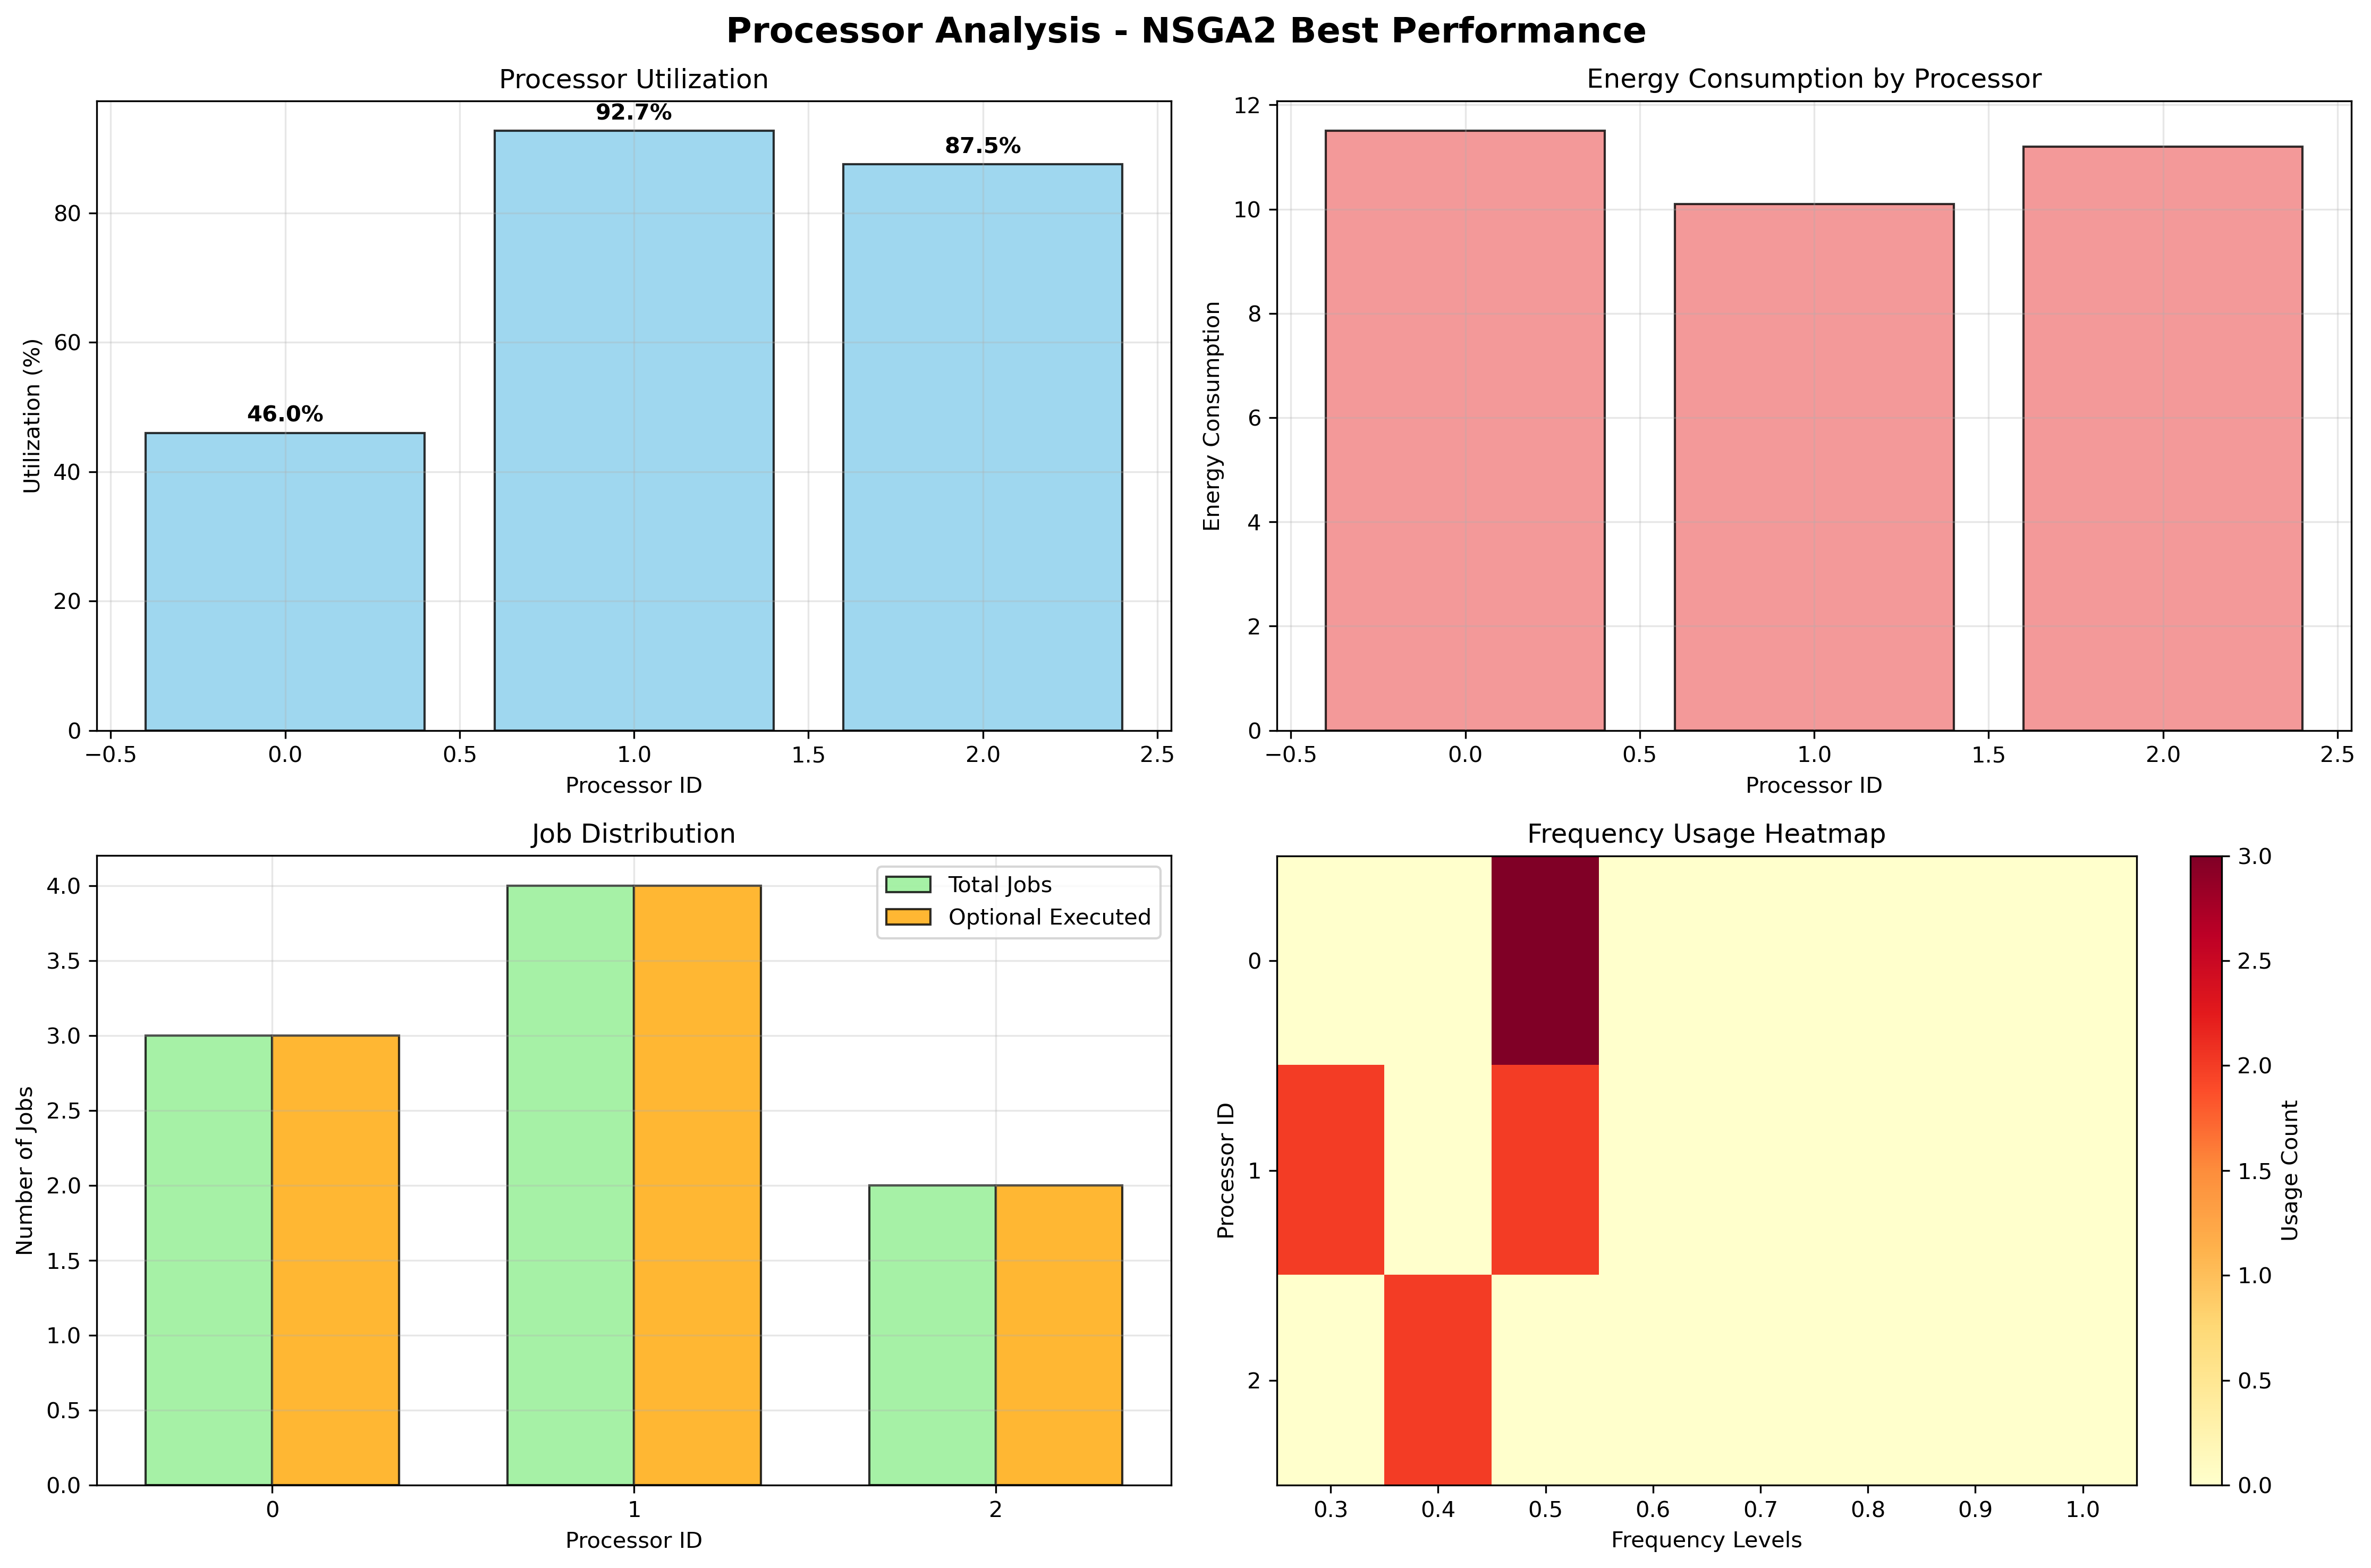 Processor Analysis - NSGA2 Best Performance
Processor Utilization
92.7%
87.5%
46.0%
Utilization (%)
80
60
40
20
0
−0.5 0.0 0.5 1.0 1.5 2.0 2.5
Processor ID
Energy Consumption by Processor
Energy Consumption
12
10
8
6
4
2
0
−0.5 0.0 0.5 1.0 1.5 2.0 2.5
Processor ID
Job Distribution
Total Jobs
Optional Executed
Number of Jobs
4.0
3.5
3.0
2.5
2.0
1.5
1.0
0.5
0.0
0 1 2
Processor ID
Frequency Usage Heatmap
Processor ID
0
1
2
0.3 0.4 0.5 0.6 0.7 0.8 0.9 1.0
Frequency Levels
3.0
2.5
2.0
1.5
1.0
0.5
0.0
Usage Count